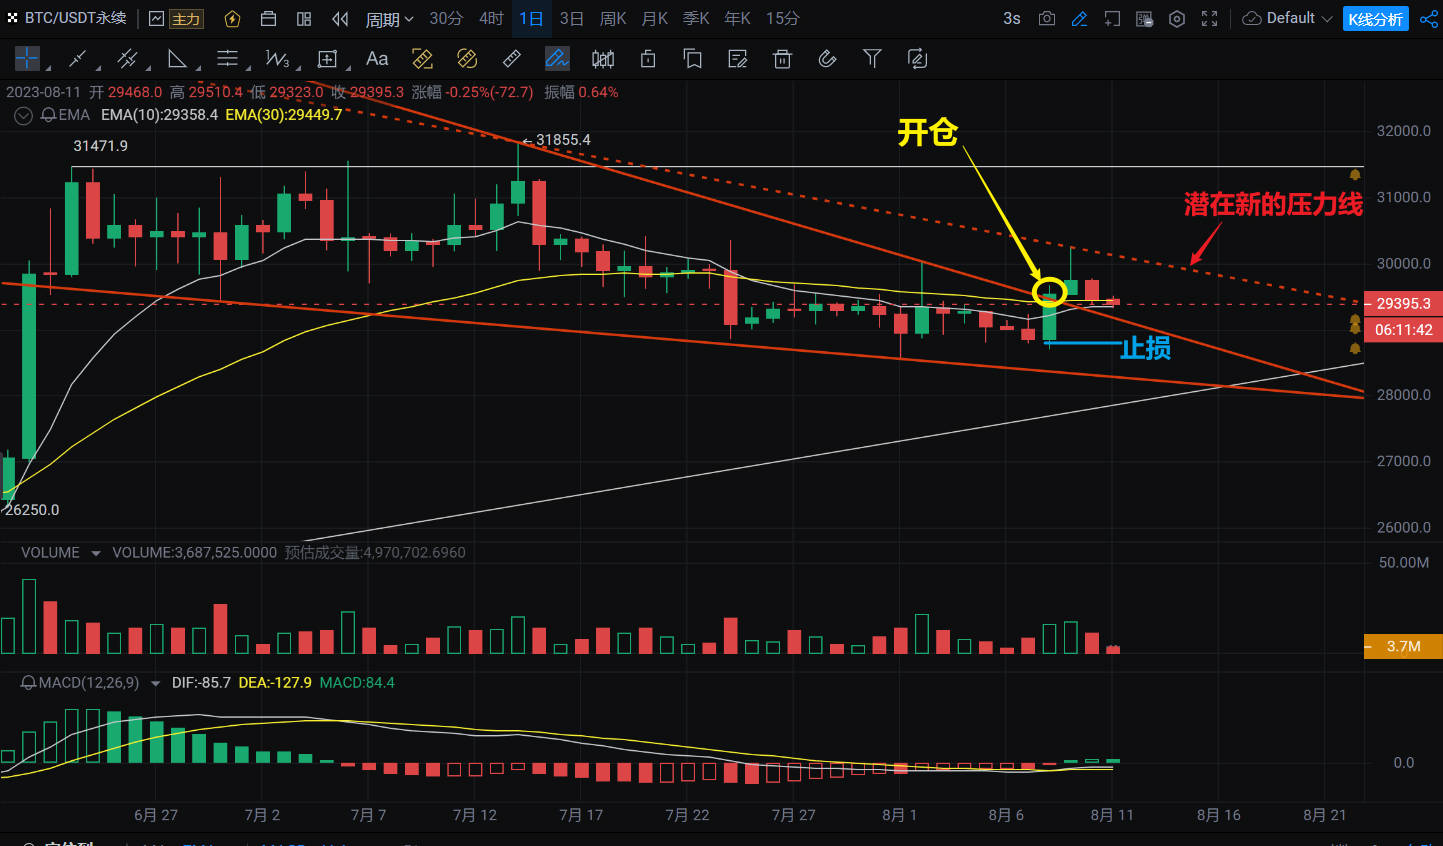 BTC/USDT永续 主力 周期 30分 4时 1日 3日 周K 月K 季K 年K 15分 3s Default K线分析
Aa
2023-08-11 开 29468.0 高 29510.4 低 29323.0 收 29395.3 涨幅 -0.25%(-72.7) 振幅 0.64%
EMA EMA(10):29358.4 EMA(30):29449.7
开仓
31471.9
←31855.4
潜在新的压力线
止损
26250.0
32000.0
31000.0
30000.0
29395.3
06:11:42
28000.0
27000.0
26000.0
VOLUME VOLUME:3,687,525.0000 预估成交量:4,970,702.6960
50.00M
3.7M
MACD(12,26,9) DIF:-85.7 DEA:-127.9 MACD:84.4
0.0
6月 27 7月 2 7月 7 7月 12 7月 17 7月 22 7月 27 8月 1 8月 6 8月 11 8月 16 8月 21